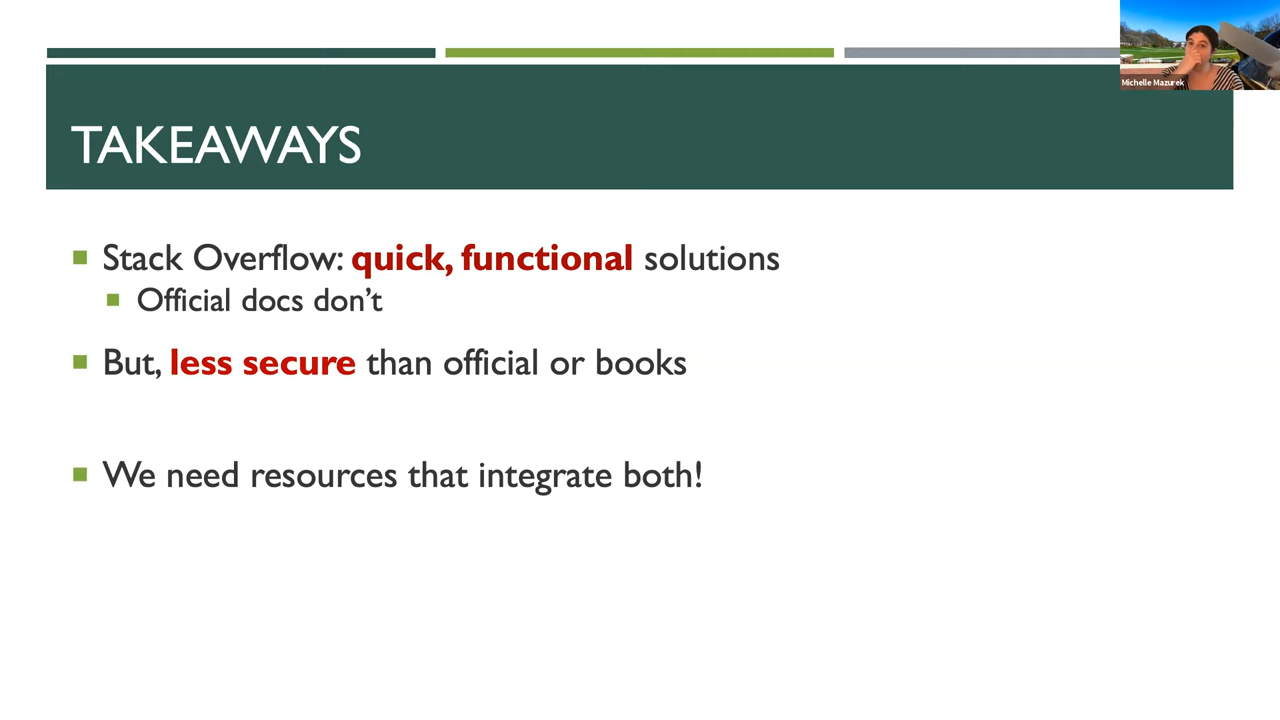 Michelle Mazurek
TAKEAWAYS
Stack Overflow: quick, functional solutions
Official docs don't
But, less secure than official or books
We need resources that integrate both!